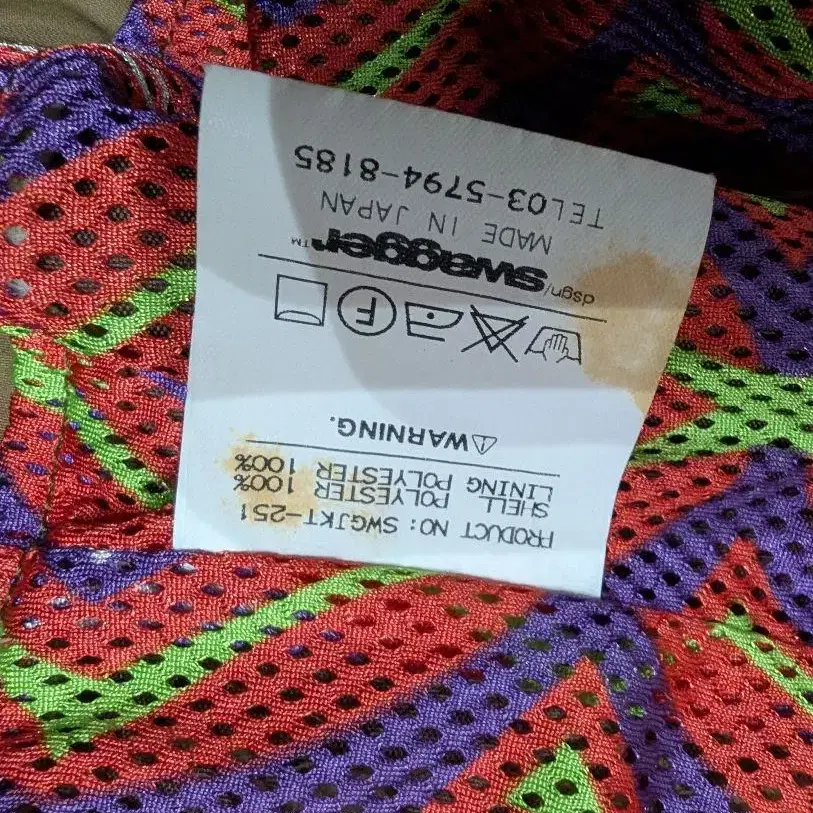 PRODUCT NO: SWGJKT-251
SHELL POLYESTER 100%
LINING POLYESTER 100%
⚠WARNING.
F
dsgn/swagger™
MADE IN JAPAN
TEL03-5794-8185